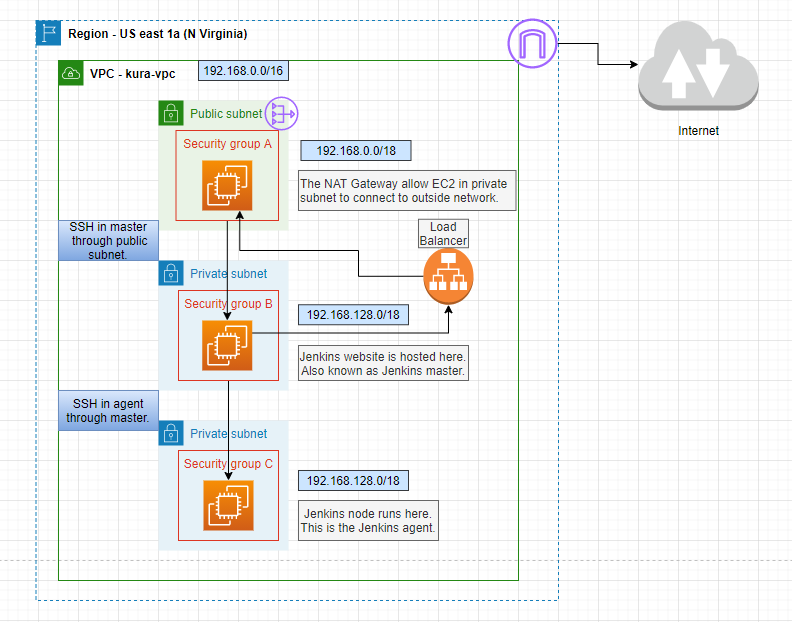 Region - US east 1a (N Virginia)
VPC - kura-vpc
192.168.0.0/16
Internet
Public subnet
Security group A
192.168.0.0/18
The NAT Gateway allow EC2 in private
subnet to connect to outside network.
SSH in master
through public
subnet.
Load
Balancer
Private subnet
Security group B
192.168.128.0/18
Jenkins website is hosted here.
Also known as Jenkins master.
SSH in agent
through master.
Private subnet
Security group C
192.168.128.0/18
Jenkins node runs here.
This is the Jenkins agent.